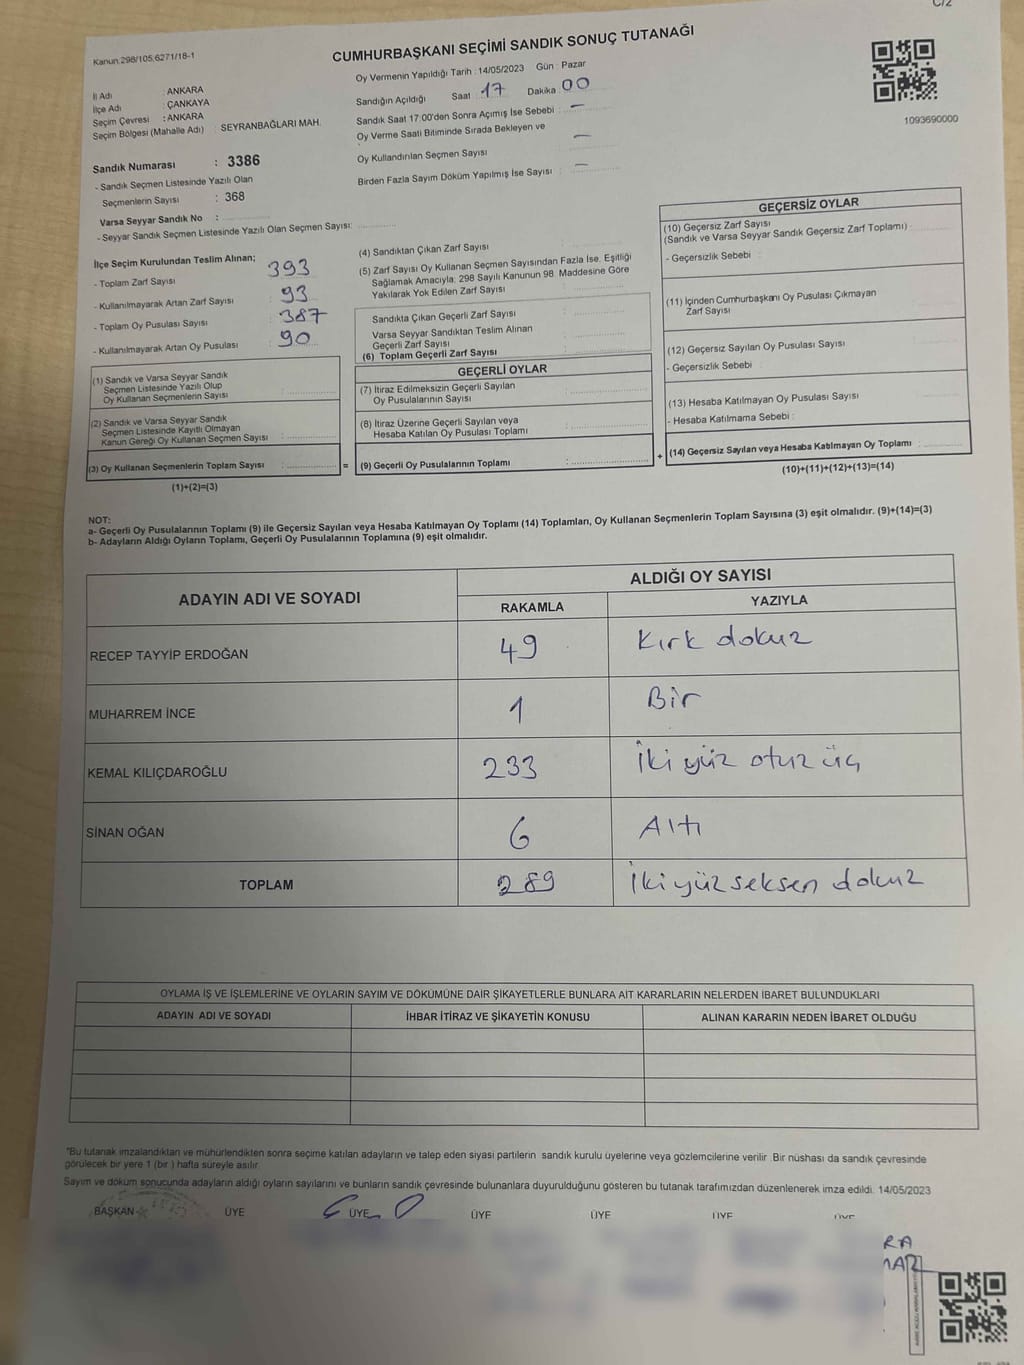 C/2
Kanun 298/105,6271/18-1
CUMHURBAŞKANI SEÇİMİ SANDIK SONUÇ TUTANAĞI
İl Adı : ANKARA
İlçe Adı : ÇANKAYA
Seçim Çevresi : ANKARA
Seçim Bölgesi (Mahalle Adı) : SEYRANBAĞLARI MAH.
Oy Vermenin Yapıldığı Tarih : 14/05/2023 Gün : Pazar
Sandığın Açıldığı Saat : 17 Dakika : 00
Sandık Saat 17:00'den Sonra Açımış İse Sebebi : —
Oy Verme Saati Bitiminde Sırada Bekleyen ve
Oy Kullandırılan Seçmen Sayısı : —
Birden Fazla Sayım Döküm Yapılmış İse Sayısı : —
1093690000
Sandık Numarası : 3386
- Sandık Seçmen Listesinde Yazılı Olan
Seçmenlerin Sayısı : 368
Varsa Seyyar Sandık No :
- Seyyar Sandık Seçmen Listesinde Yazılı Olan Seçmen Sayısı:
İlçe Seçim Kurulundan Teslim Alınan;
- Toplam Zarf Sayısı : 393
- Kullanılmayarak Artan Zarf Sayısı : 93
- Toplam Oy Pusulası Sayısı : 387
- Kullanılmayarak Artan Oy Pusulası : 90
(1) Sandık ve Varsa Seyyar Sandık
Seçmen Listesinde Yazılı Olup
Oy Kullanan Seçmenlerin Sayısı :
(2) Sandık ve Varsa Seyyar Sandık
Seçmen Listesinde Kayıtlı Olmayan
Kanun Gereği Oy Kullanan Seçmen Sayısı :
(3) Oy Kullanan Seçmenlerin Toplam Sayısı : =
(1)+(2)=(3)
(4) Sandıktan Çıkan Zarf Sayısı :
(5) Zarf Sayısı Oy Kullanan Seçmen Sayısından Fazla İse, Eşitliği
Sağlamak Amacıyla; 298 Sayılı Kanunun 98. Maddesine Göre
Yakılarak Yok Edilen Zarf Sayısı :
Sandıkta Çıkan Geçerli Zarf Sayısı :
Varsa Seyyar Sandıktan Teslim Alınan
Geçerli Zarf Sayısı :
(6) Toplam Geçerli Zarf Sayısı :
GEÇERLİ OYLAR
(7) İtiraz Edilmeksizin Geçerli Sayılan
Oy Pusulalarının Sayısı :
(8) İtiraz Üzerine Geçerli Sayılan veya
Hesaba Katılan Oy Pusulası Toplamı :
(9) Geçerli Oy Pusulalarının Toplamı : +
GEÇERSİZ OYLAR
(10) Geçersiz Zarf Sayısı
(Sandık ve Varsa Seyyar Sandık Geçersiz Zarf Toplamı) :
- Geçersizlik Sebebi :
(11) İçinden Cumhurbaşkanı Oy Pusulası Çıkmayan
Zarf Sayısı :
(12) Geçersiz Sayılan Oy Pusulası Sayısı :
- Geçersizlik Sebebi :
(13) Hesaba Katılmayan Oy Pusulası Sayısı :
- Hesaba Katılmama Sebebi :
(14) Geçersiz Sayılan veya Hesaba Katılmayan Oy Toplamı :
(10)+(11)+(12)+(13)=(14)
NOT:
a- Geçerli Oy Pusulalarının Toplamı (9) ile Geçersiz Sayılan veya Hesaba Katılmayan Oy Toplamı (14) Toplamları, Oy Kullanan Seçmenlerin Toplam Sayısına (3) eşit olmalıdır. (9)+(14)=(3)
b- Adayların Aldığı Oyların Toplamı, Geçerli Oy Pusulalarının Toplamına (9) eşit olmalıdır.
ADAYIN ADI VE SOYADI ALDIĞI OY SAYISI
RAKAMLA YAZIYLA
RECEP TAYYİP ERDOĞAN 49 Kırk dokuz
MUHARREM İNCE 1 Bir
KEMAL KILIÇDAROĞLU 233 İki yüz otuz üç
SİNAN OĞAN 6 Altı
TOPLAM 289 İki yüz seksen dokuz
OYLAMA İŞ VE İŞLEMLERİNE VE OYLARIN SAYIM VE DÖKÜMÜNE DAİR ŞİKAYETLERLE BUNLARA AİT KARARLARIN NELERDEN İBARET BULUNDUKLARI
ADAYIN ADI VE SOYADI İHBAR İTİRAZ VE ŞİKAYETİN KONUSU ALINAN KARARIN NEDEN İBARET OLDUĞU
"Bu tutanak imzalandıktan ve mühürlendikten sonra seçime katılan adayların ve talep eden siyasi partilerin sandık kurulu üyelerine veya gözlemcilerine verilir. Bir nüshası da sandık çevresinde
görülecek bir yere 1 (bir ) hafta süreyle asılır.
Sayım ve döküm sonucunda adayların aldığı oyların sayılarını ve bunların sandık çevresinde bulunanlara duyurulduğunu gösteren bu tutanak tarafımızdan düzenlenerek imza edildi. 14/05/2023
BAŞKAN ÜYE ÜYE ÜYE ÜYE ÜYE ÜYE